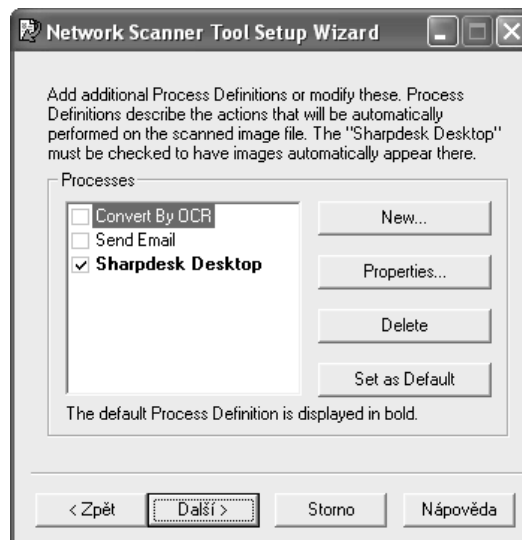 Network Scanner Tool Setup Wizard
Add additional Process Definitions or modify these. Process
Definitions describe the actions that will be automatically
performed on the scanned image file. The "Sharpdesk Desktop"
must be checked to have images automatically appear there.
Processes
Convert By OCR
Send Email
Sharpdesk Desktop
New...
Properties...
Delete
Set as Default
The default Process Definition is displayed in bold.
< Zpět
Další >
Storno
Nápověda